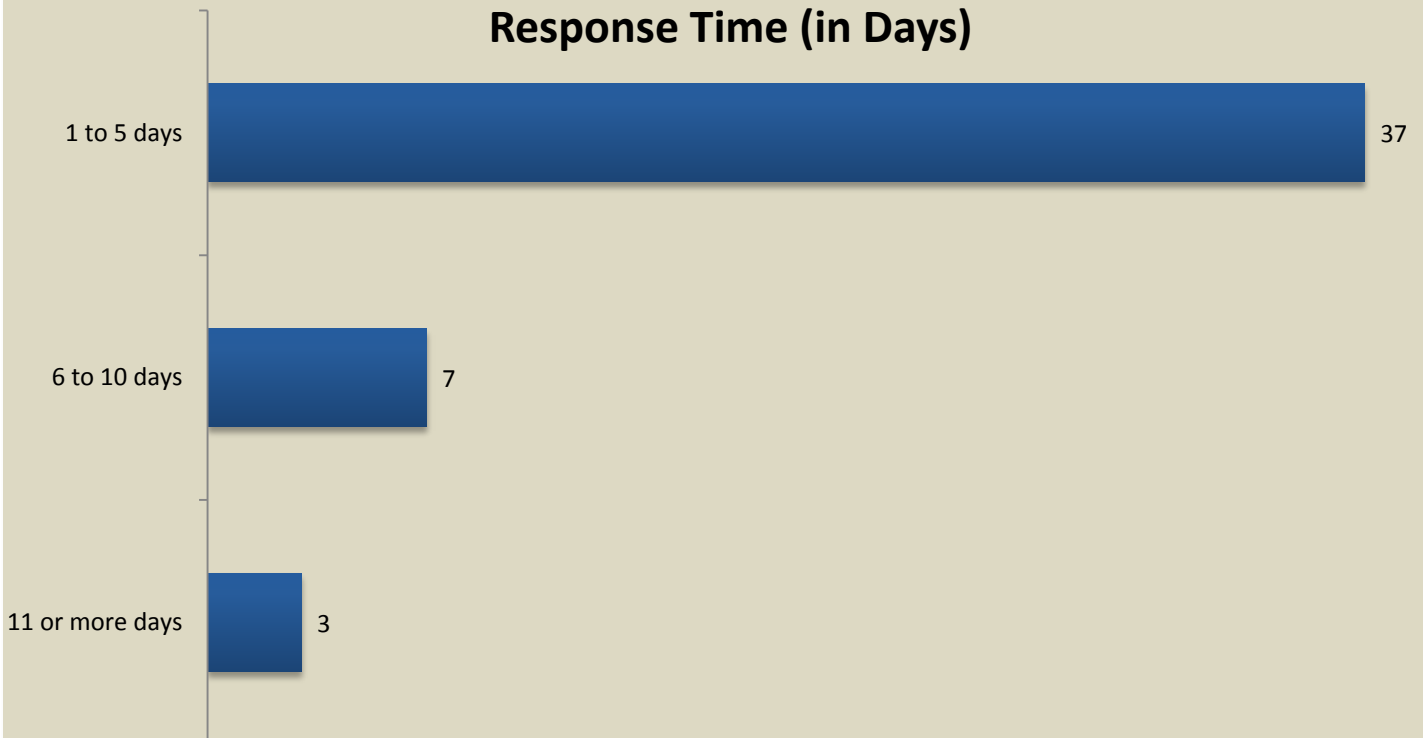 Response Time (in Days)
1 to 5 days
37
6 to 10 days
7
11 or more days
3